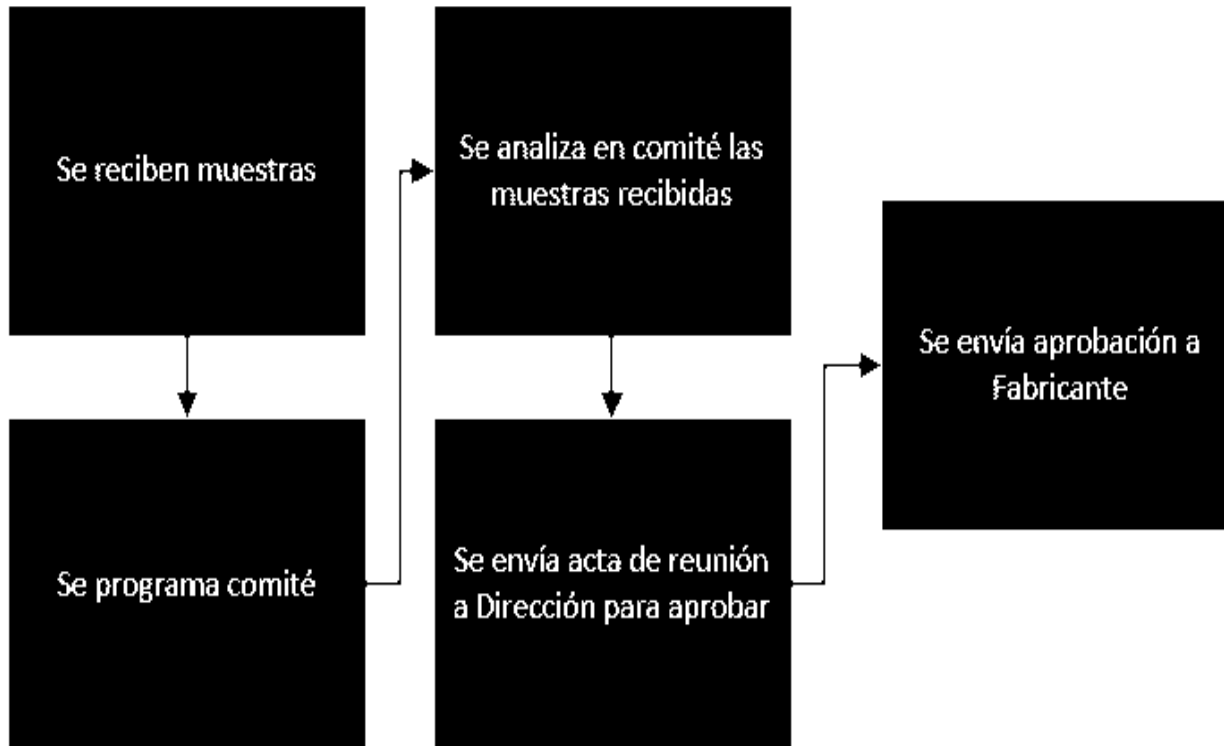 Se reciben muestras
Se programa comité
Se analiza en comité las
muestras recibidas
Se envía acta de reunión
a Dirección para aprobar
Se envía aprobación a
Fabricante